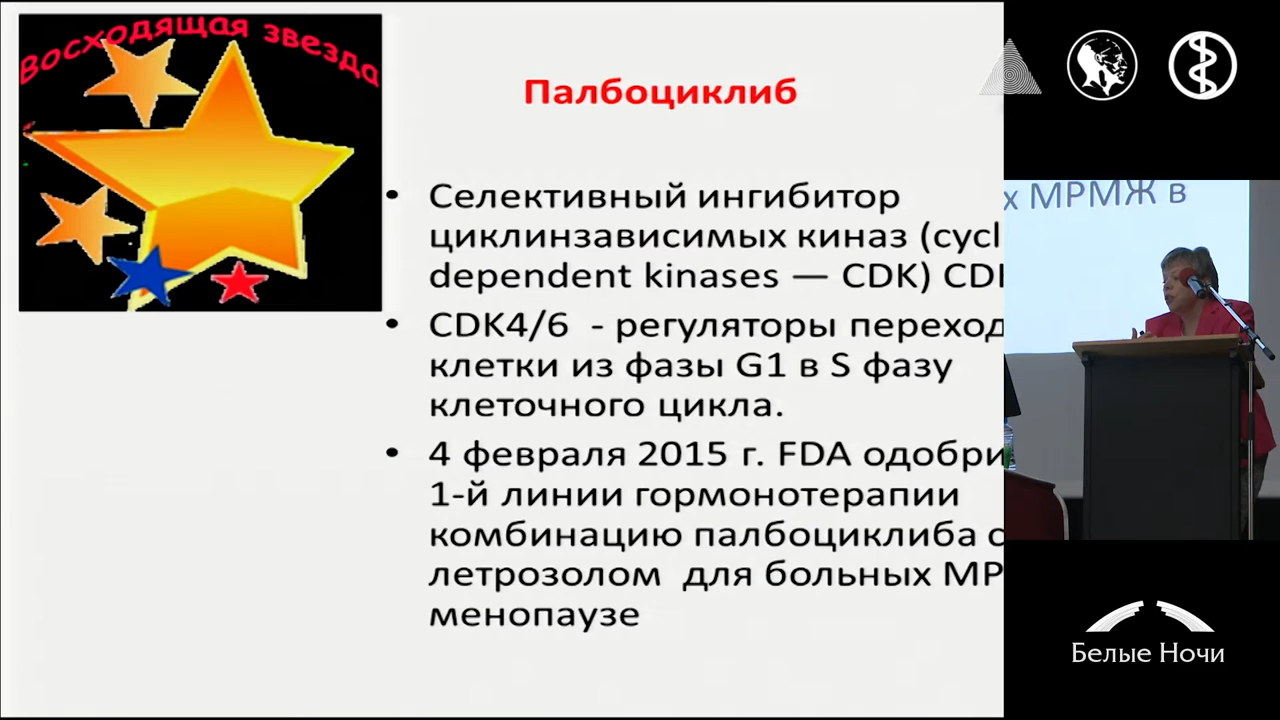 Восходящая звезда
Палбоциклиб
• Селективный ингибитор
циклинзависимых киназ (cycl
dependent kinases — CDK) CD
• CDK4/6 - регуляторы переход
клетки из фазы G1 в S фазу
клеточного цикла.
• 4 февраля 2015 г. FDA одобри
1-й линии гормонотерапии
комбинацию палбоциклиба с
летрозолом для больных МР
менопаузе
х МРМЖ в
Белые Ночи